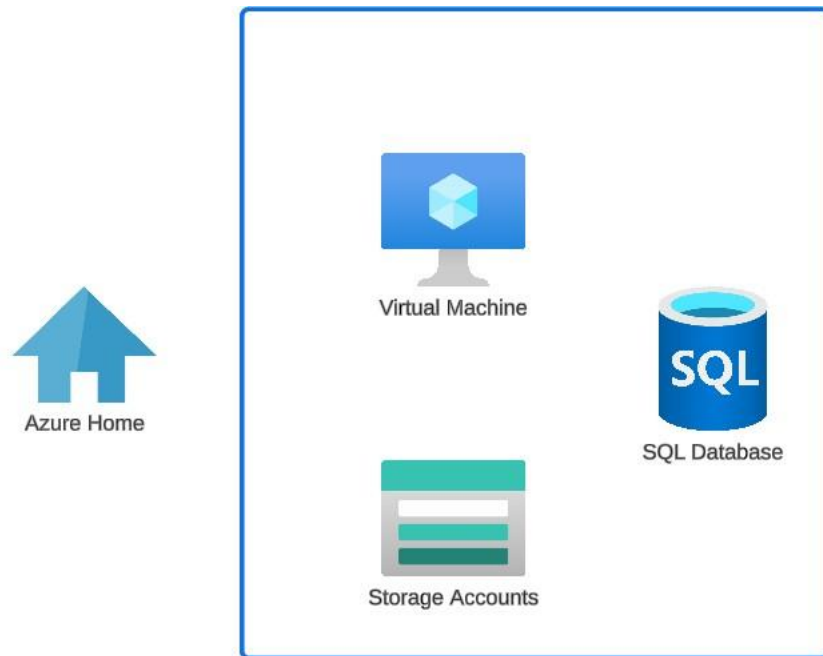 Virtual Machine
Azure Home
SQL
SQL Database
Storage Accounts